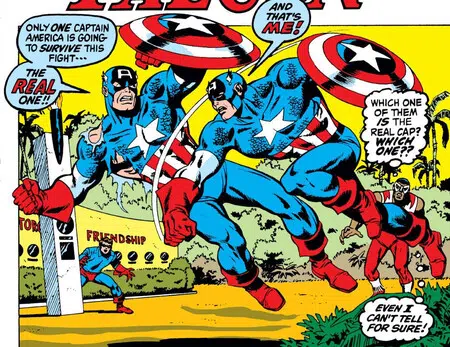 FALCON
ONLY ONE CAPTAIN
AMERICA IS GOING
TO SURVIVE THIS
FIGHT---
THE
REAL
ONE!!
AND
THAT'S
ME!
WHICH
ONE OF
THEM IS
THE REAL
CAP?
WHICH
ONE??
FRIENDSHIP
EVEN I
CAN'T TELL
FOR SURE!